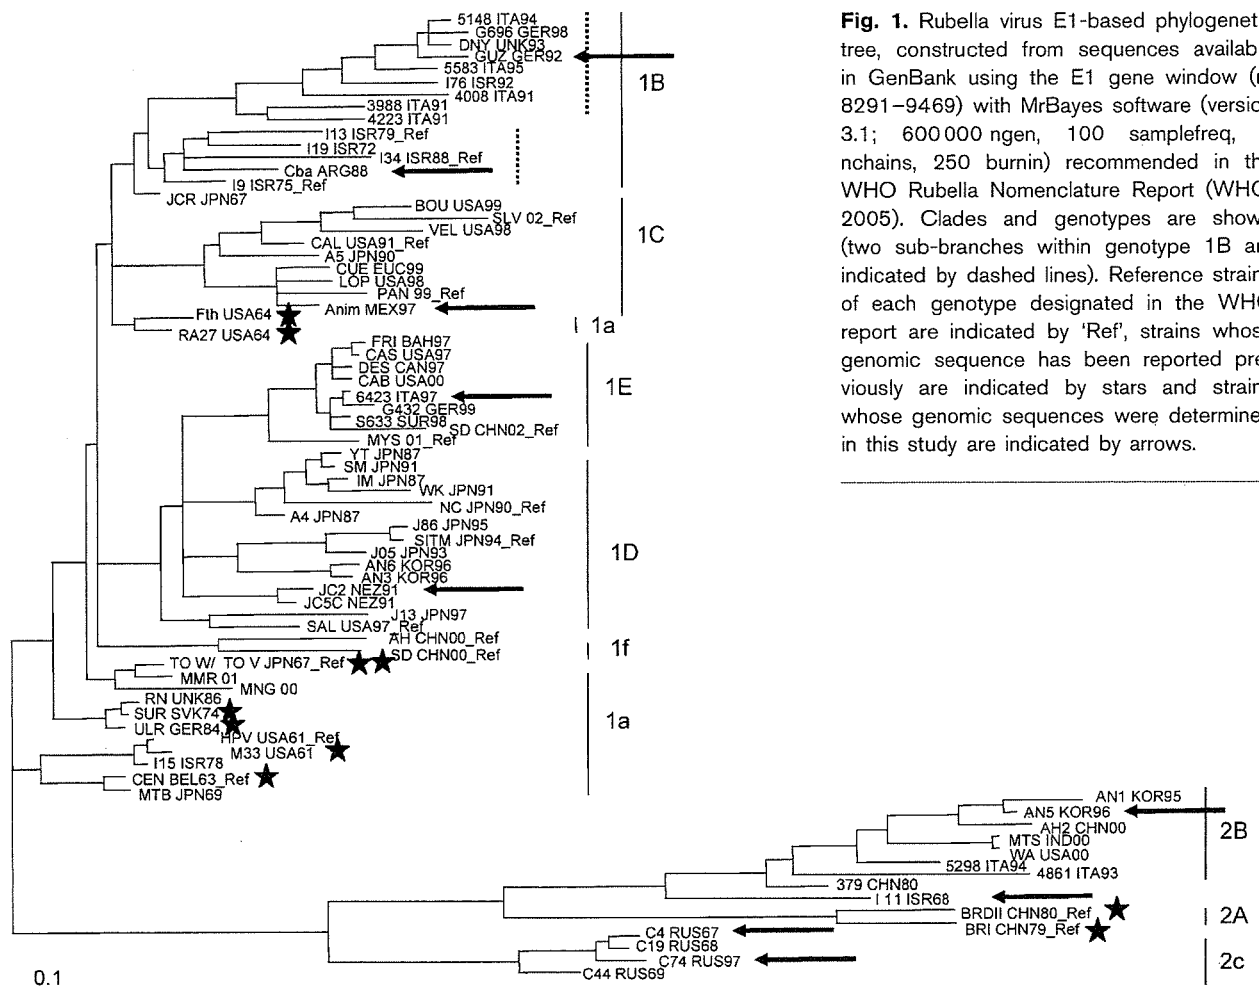 Fig. 1. Rubella virus E1-based phylogenet
tree, constructed from sequences availab
in GenBank using the E1 gene window (n
8291–9469) with MrBayes software (versio
3.1; 600 000 ngen, 100 samplefreq,
nchains, 250 burnin) recommended in th
WHO Rubella Nomenclature Report (WHO
2005). Clades and genotypes are show
(two sub-branches within genotype 1B ar
indicated by dashed lines). Reference strain
of each genotype designated in the WHO
report are indicated by ‘Ref’, strains whos
genomic sequence has been reported pre
viously are indicated by stars and strain
whose genomic sequences were determine
in this study are indicated by arrows.
5148 ITA94
G696 GER98
DNY UNK93
GUZ GER92
5583 ITA95
I76 ISR92
4008 ITA91
3988 ITA91
4223 ITA91
1B
I13 ISR79_Ref
I19 ISR72
I34 ISR88_Ref
Cba ARG88
I9 ISR75_Ref
JCR JPN67
BOU USA99
SLV 02_Ref
VEL USA98
1C
CAL USA91_Ref
A5 JPN90
CUE EUC99
LOP USA98
PAN 99_Ref
Anim MEX97
Fth USA64
RA27 USA64
1a
FRI BAH97
CAS USA97
DES CAN97
CAB USA00
1E
6423 ITA97
G432 GER99
S633 SUR98
SD CHN02_Ref
MYS 01_Ref
YT JPN87
SM JPN91
IM JPN87
WK JPN91
NC JPN90_Ref
A4 JPN87
J86 JPN95
SITM JPN94_Ref
J05 JPN93
1D
AN6 KOR96
AN3 KOR96
JC2 NEZ91
JC5C NEZ91
J13 JPN97
SAL USA97_Ref
AH CHN00_Ref
1f
SD CHN00_Ref
TO W/ TO V JPN67_Ref
MMR 01
MNG 00
RN UNK86
SUR SVK74
1a
ULR GER84
HPV USA61_Ref
M33 USA61
I15 ISR78
CEN BEL63_Ref
MTB JPN69
AN1 KOR95
AN5 KOR96
AH2 CHN00
2B
MTS IND00
WA USA00
5298 ITA94
4861 ITA93
379 CHN80
I 11 ISR68
BRDII CHN80_Ref
2A
BRI CHN79_Ref
C4 RUS67
C19 RUS68
C74 RUS97
2c
C44 RUS69
0.1